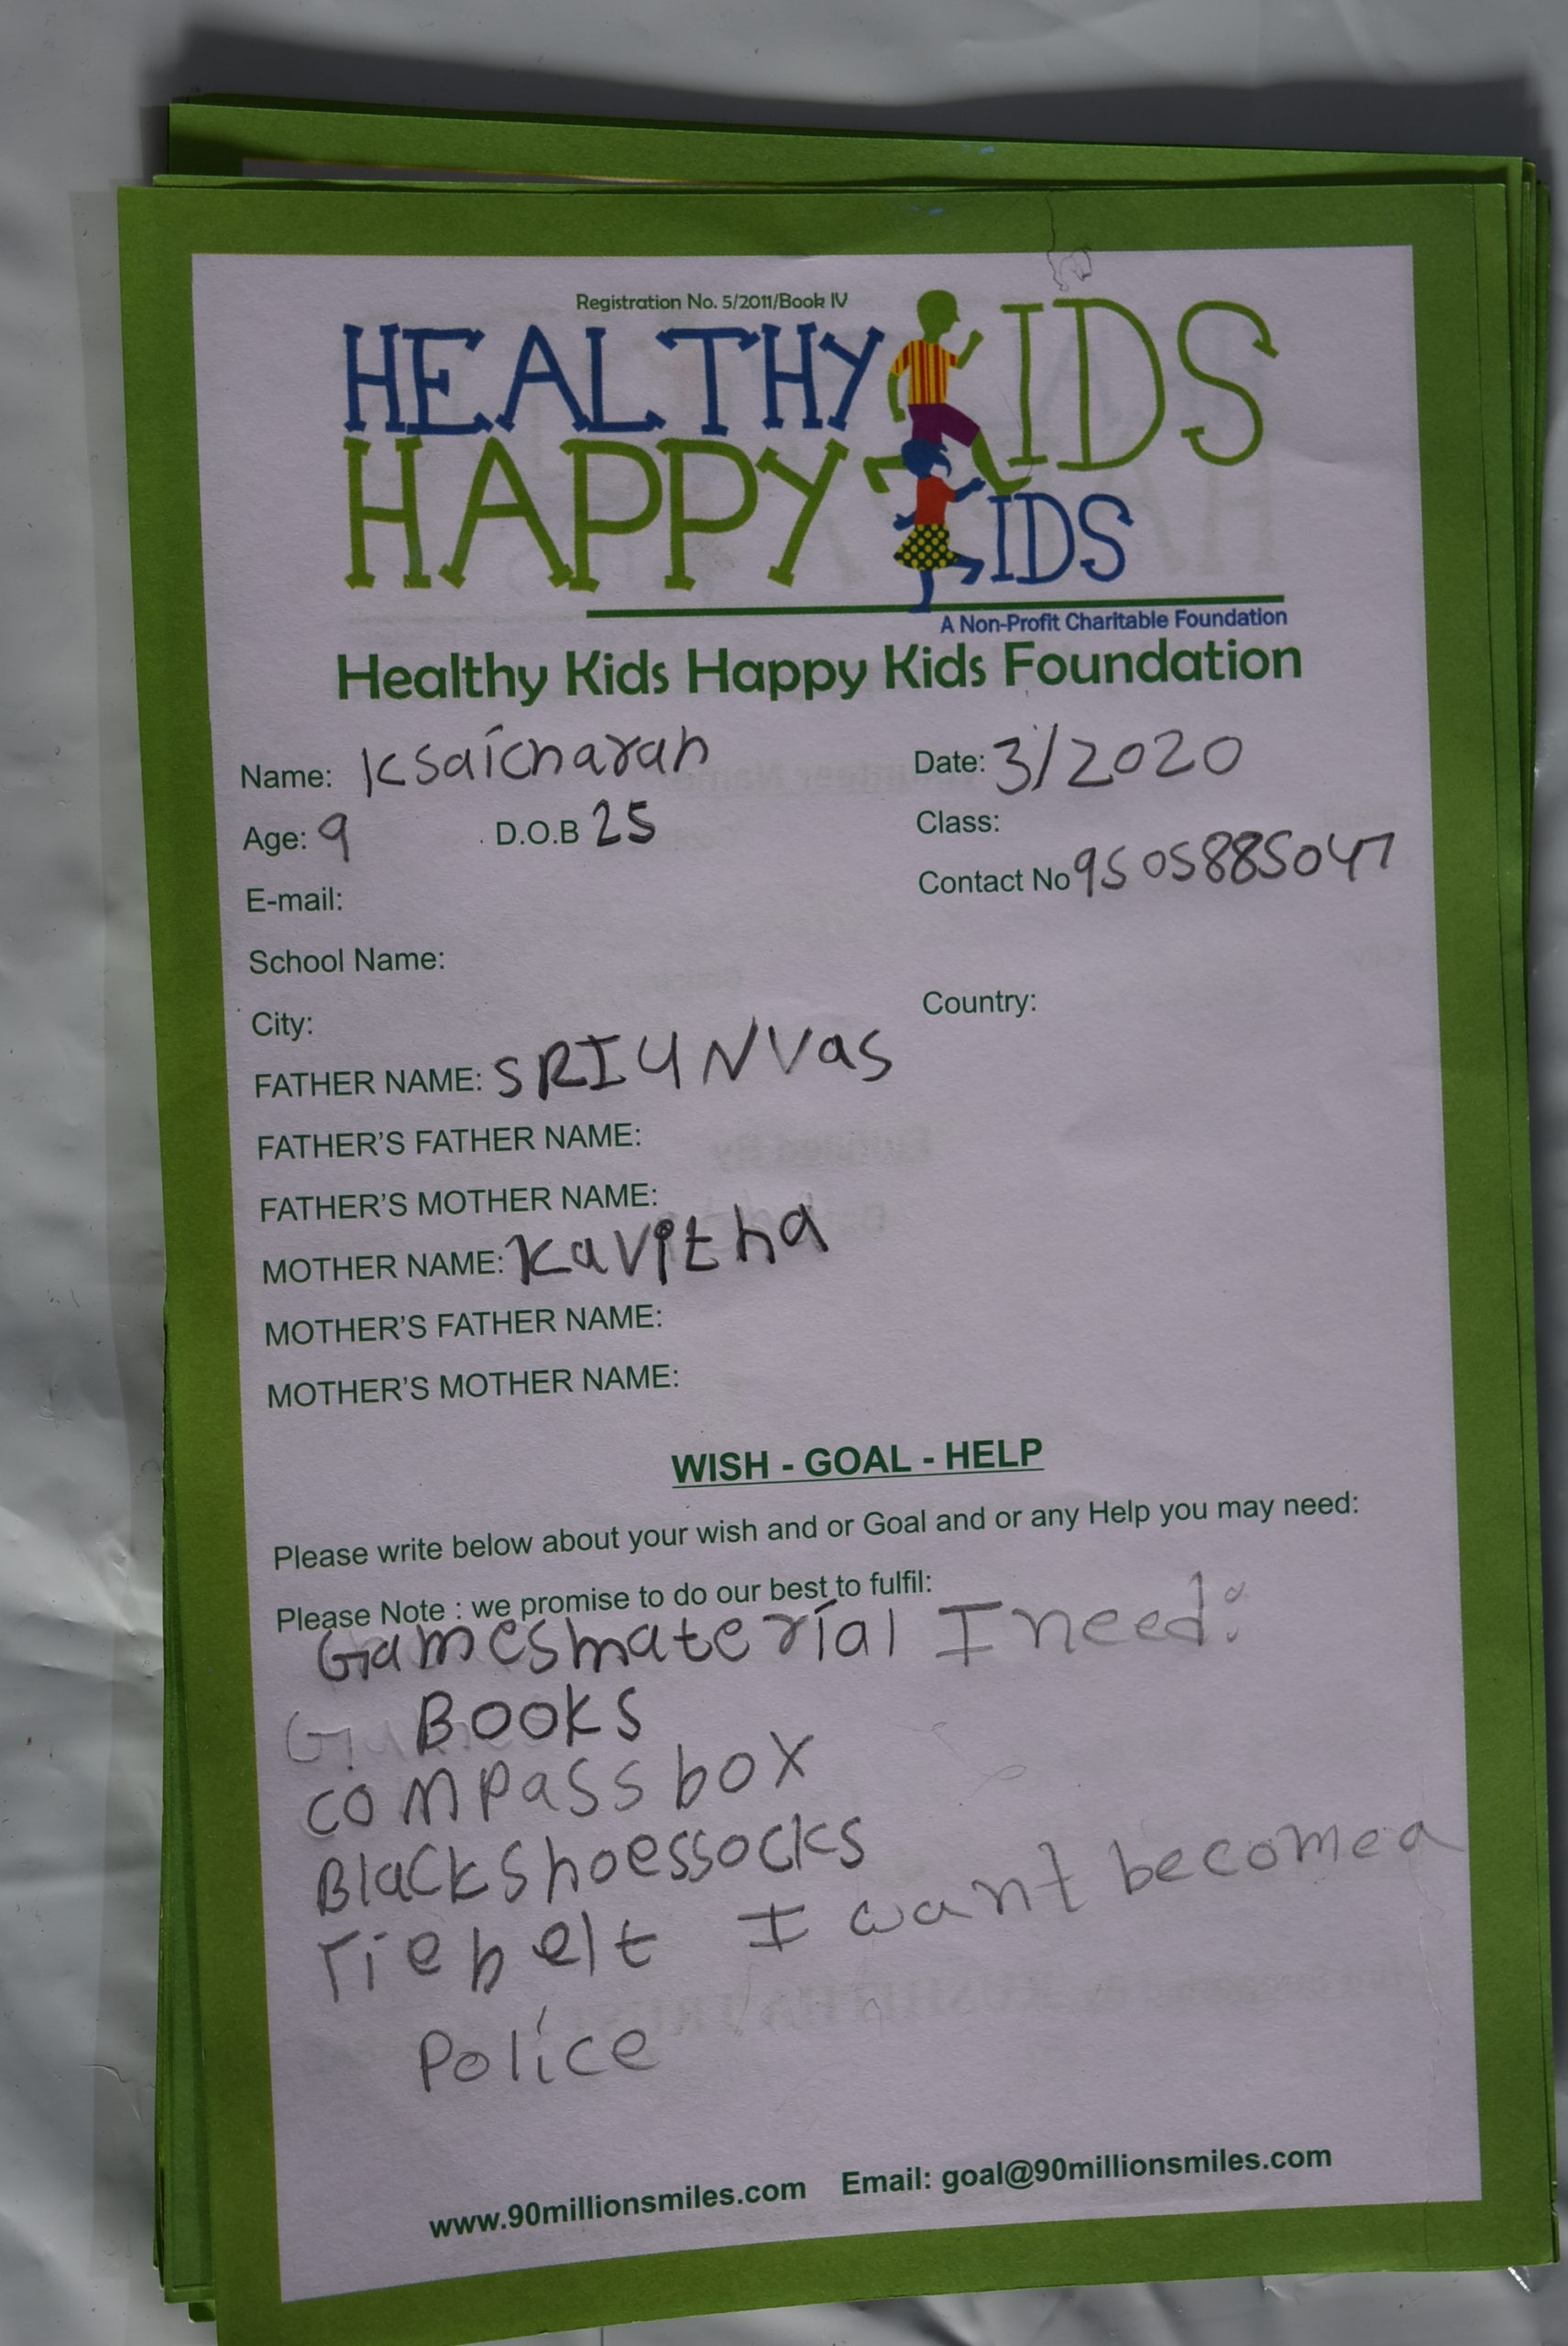 Registration No. 5/2011/Book IV
HEALTHY KIDS
HAPPY KIDS
A Non-Profit Charitable Foundation
Healthy Kids Happy Kids Foundation
Name: Ksaicharan Date: 3/2020
Age: 9 D.O.B 25 Class:
E-mail: Contact No 9505885047
School Name:
City: Country:
FATHER NAME: SRI4NVas
FATHER'S FATHER NAME:
FATHER'S MOTHER NAME:
MOTHER NAME: Kavitha
MOTHER'S FATHER NAME:
MOTHER'S MOTHER NAME:
WISH - GOAL - HELP
Please write below about your wish and or Goal and or any Help you may need:
Please Note : we promise to do our best to fulfil:
Gamesmaterial I need:
Books
compassbox
Blackshoessocks
Tiebelt I want becomea
Police
www.90millionsmiles.com Email: goal@90millionsmiles.com